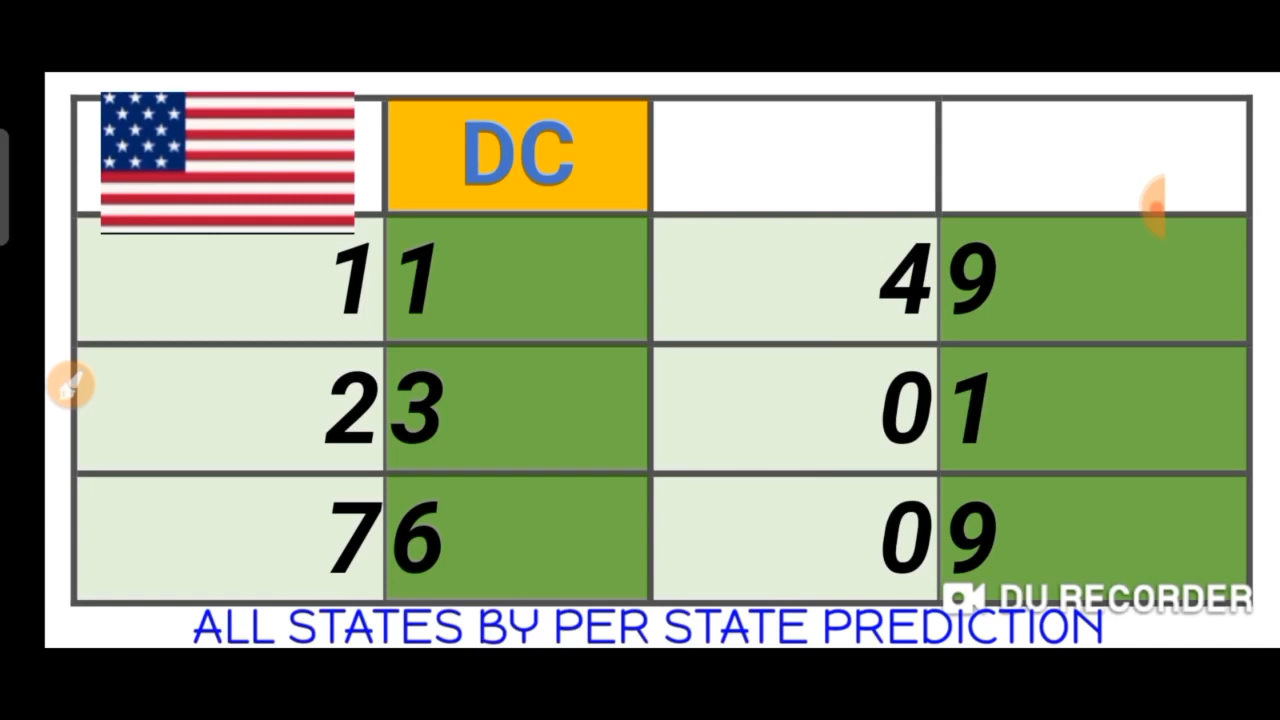 DC
11 49
23 01
76 09
DU RECORDER
ALL STATES BY PER STATE PREDICTION